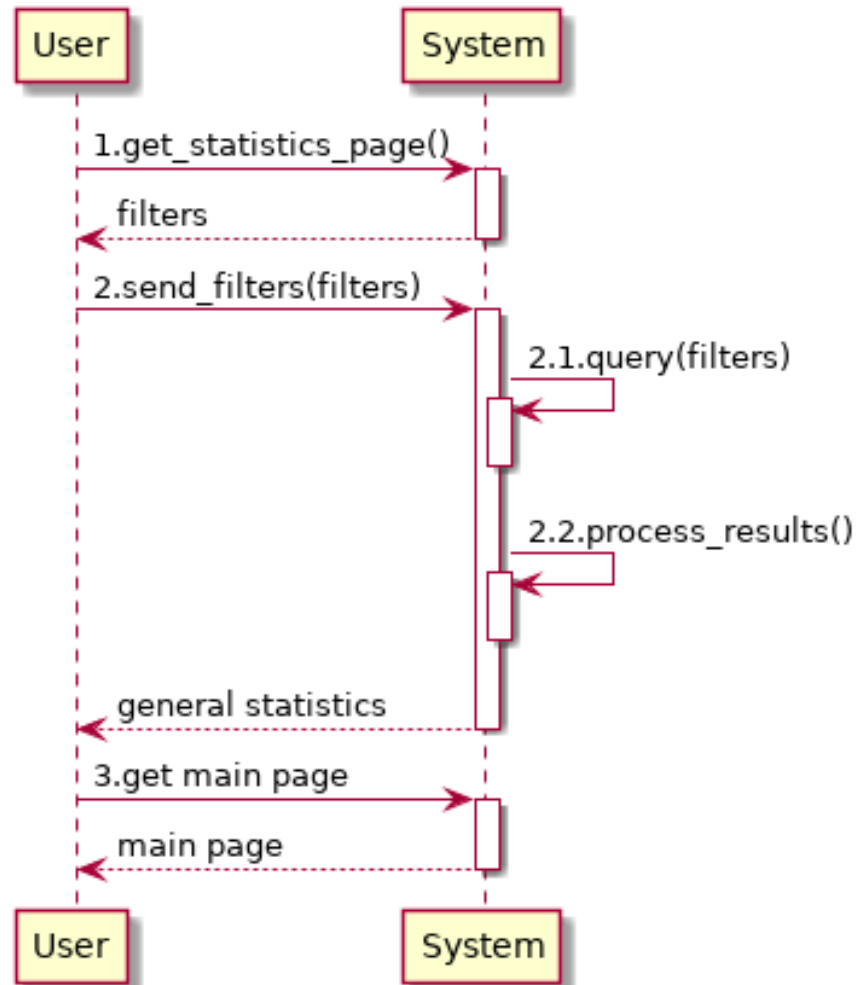 User
System
1.get_statistics_page()
filters
2.send_filters(filters)
2.1.query(filters)
2.2.process_results()
general statistics
3.get main page
main page
User
System